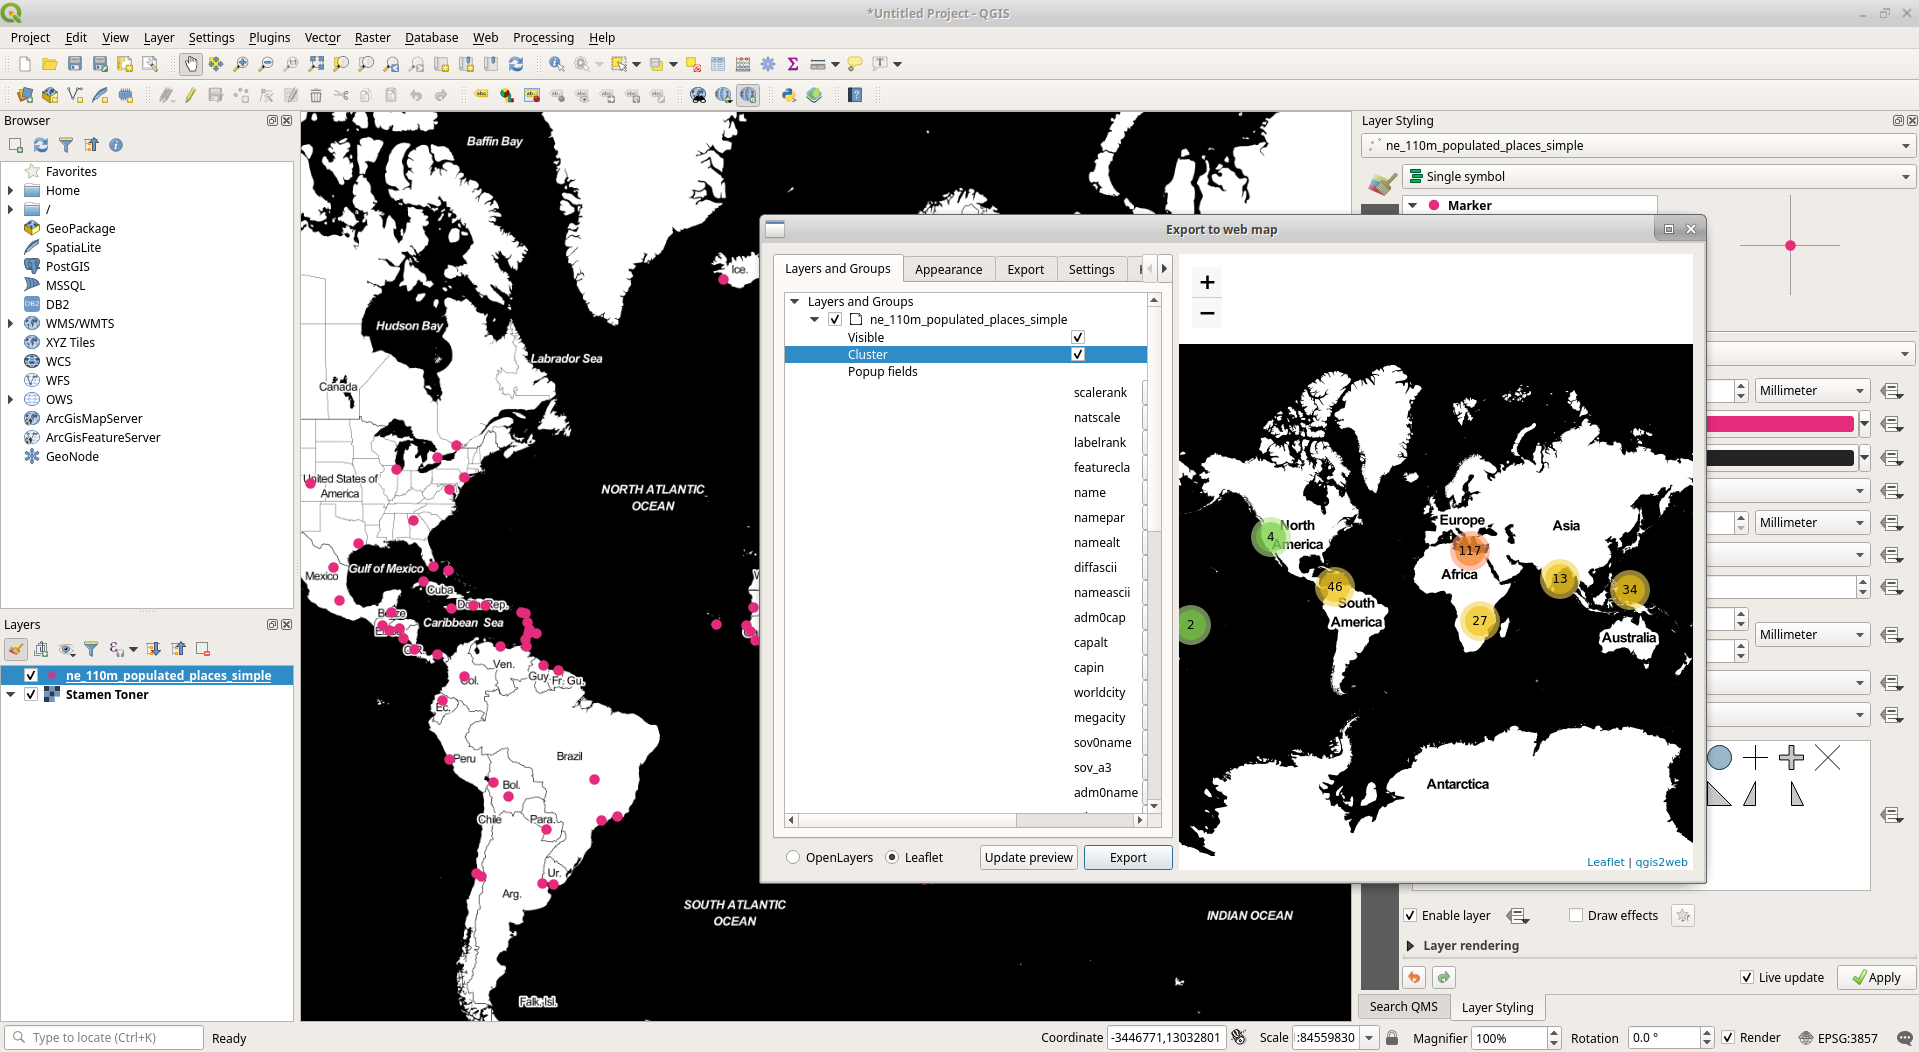 *Untitled Project - QGIS
Project Edit View Layer Settings Plugins Vector Raster Database Web Processing Help
Browser
Favorites
Home
/
GeoPackage
SpatiaLite
PostGIS
MSSQL
DB2
WMS/WMTS
XYZ Tiles
WCS
WFS
OWS
ArcGisMapServer
ArcGisFeatureServer
GeoNode
Layers
ne_110m_populated_places_simple
Stamen Toner
Baffin Bay
Ice.
Hudson Bay
Labrador Sea
Canada
United States of
America
NORTH ATLANTIC
OCEAN
Gulf of Mexico
Mexico
Cuba
Caribbean Sea
Ven.
Guy.
Fr. Gu.
Col.
Ec.
Peru
Brazil
Bol.
Chile
Para.
Ur.
Arg.
SOUTH ATLANTIC
OCEAN
INDIAN OCEAN
Falk. Isl.
Export to web map
Layers and Groups Appearance Export Settings
Layers and Groups
ne_110m_populated_places_simple
Visible
Cluster
Popup fields
scalerank
natscale
labelrank
featurecla
name
namepar
namealt
diffascii
nameascii
adm0cap
capalt
capin
worldcity
megacity
sov0name
sov_a3
adm0name
OpenLayers Leaflet Update preview Export
+
−
North
America
4
Europe
Asia
117
Africa
46
13
34
South
America
2
27
Australia
Antarctica
Leaflet | qgis2web
Layer Styling
ne_110m_populated_places_simple
Single symbol
Marker
Millimeter
Millimeter
Millimeter
Enable layer Draw effects
Layer rendering
Live update Apply
Search QMS Layer Styling
Type to locate (Ctrl+K) Ready Coordinate -3446771,13032801 Scale :84559830 Magnifier 100% Rotation 0.0 ° Render EPSG:3857